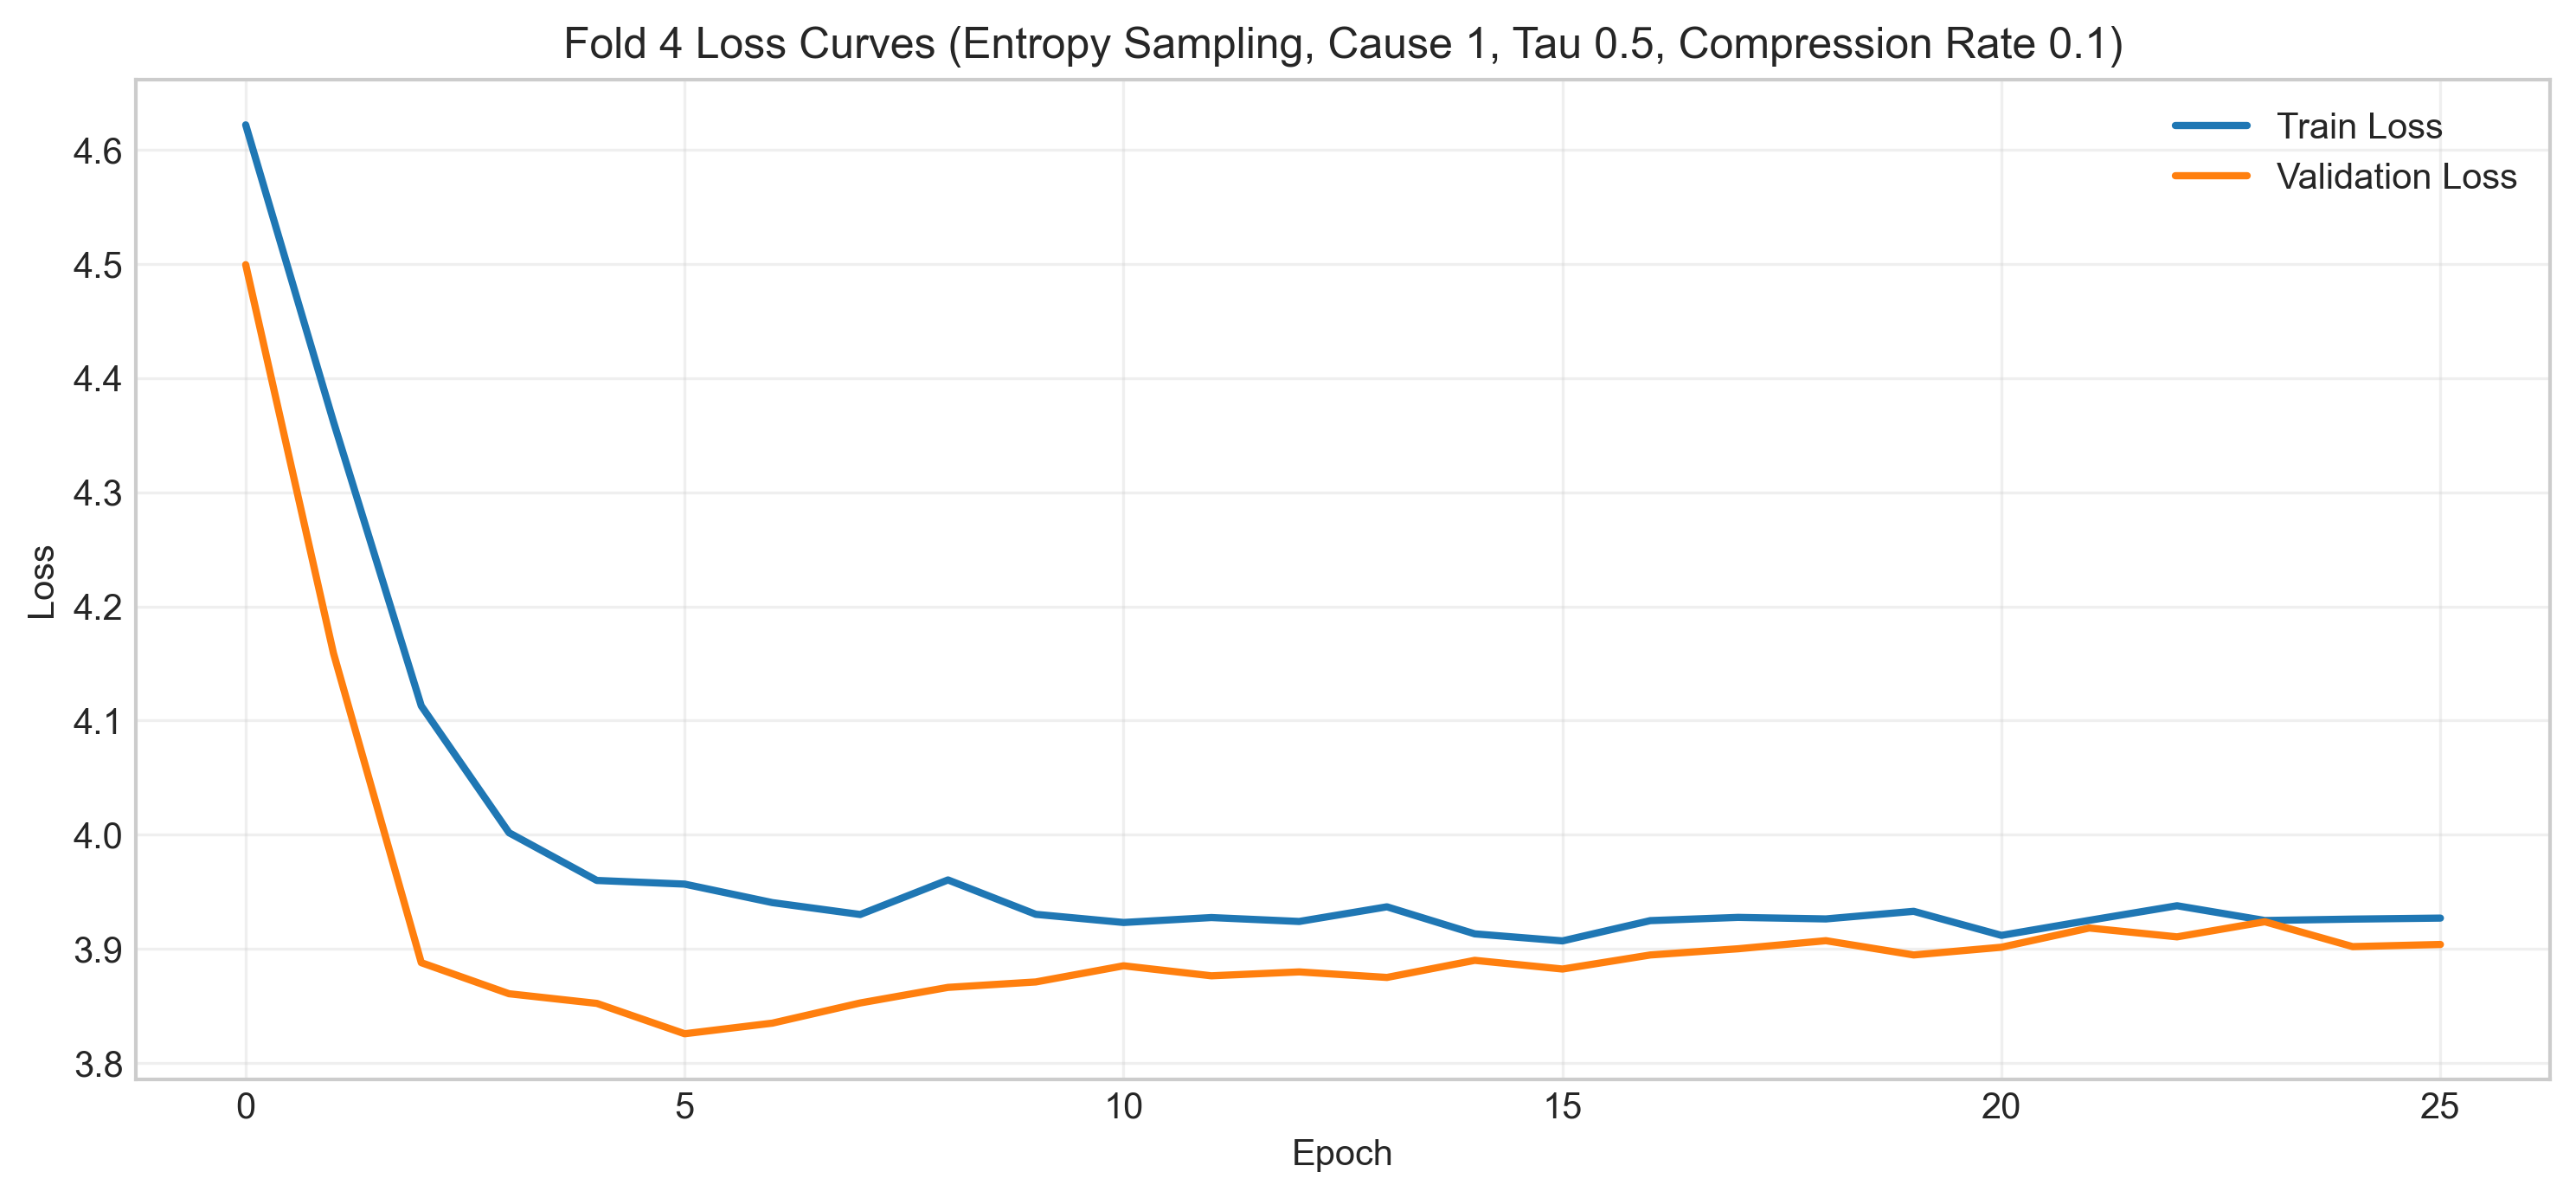 Fold 4 Loss Curves (Entropy Sampling, Cause 1, Tau 0.5, Compression Rate 0.1)
Train Loss
Validation Loss
4.6
4.5
4.4
4.3
4.2
4.1
4.0
3.9
3.8
Loss
0 5 10 15 20 25
Epoch